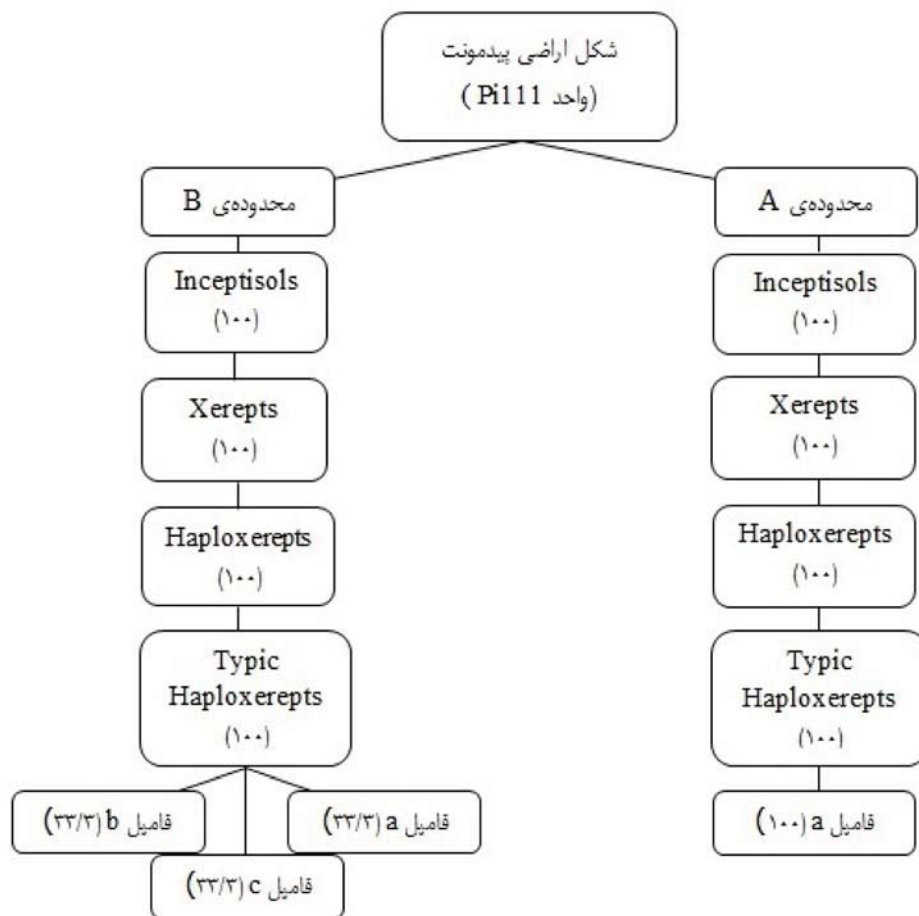 شکل اراضی پیدمونت
(واحد Pi111 )
محدوده‌ی A
محدوده‌ی B
Inceptisols
(۱۰۰)
Inceptisols
(۱۰۰)
Xerepts
(۱۰۰)
Xerepts
(۱۰۰)
Haploxerepts
(۱۰۰)
Haploxerepts
(۱۰۰)
Typic
Haploxerepts
(۱۰۰)
Typic
Haploxerepts
(۱۰۰)
فامیل a (۱۰۰)
فامیل a (۳۳/۳)
فامیل b (۳۳/۳)
فامیل c (۳۳/۳)